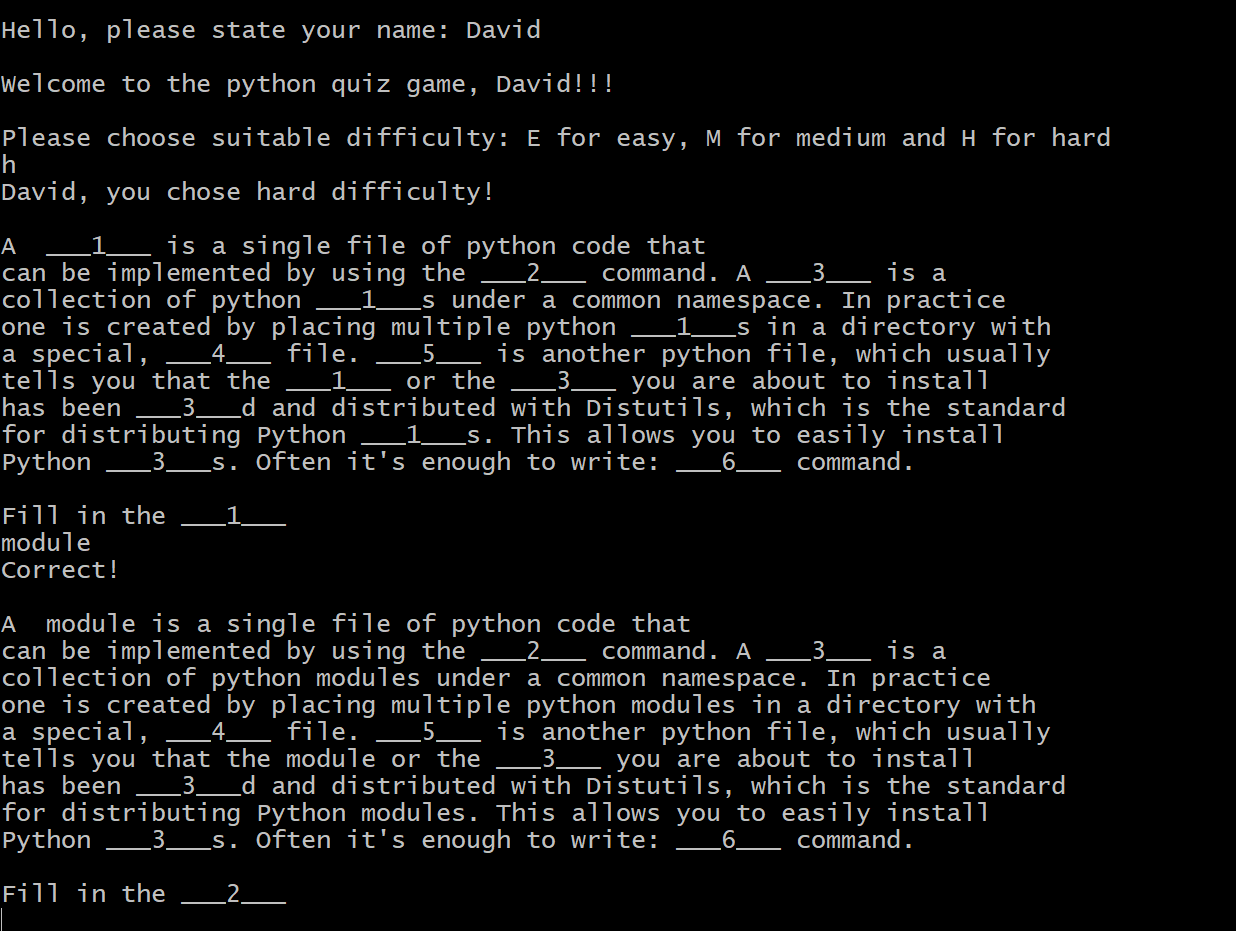 Hello, please state your name: David
Welcome to the python quiz game, David!!!
Please choose suitable difficulty: E for easy, M for medium and H for hard
h
David, you chose hard difficulty!
A  ___1___ is a single file of python code that
can be implemented by using the ___2___ command. A ___3___ is a
collection of python ___1___s under a common namespace. In practice
one is created by placing multiple python ___1___s in a directory with
a special, ___4___ file. ___5___ is another python file, which usually
tells you that the ___1___ or the ___3___ you are about to install
has been ___3___d and distributed with Distutils, which is the standard
for distributing Python ___1___s. This allows you to easily install
Python ___3___s. Often it's enough to write: ___6___ command.
Fill in the ___1___
module
Correct!
A  module is a single file of python code that
can be implemented by using the ___2___ command. A ___3___ is a
collection of python modules under a common namespace. In practice
one is created by placing multiple python modules in a directory with
a special, ___4___ file. ___5___ is another python file, which usually
tells you that the module or the ___3___ you are about to install
has been ___3___d and distributed with Distutils, which is the standard
for distributing Python modules. This allows you to easily install
Python ___3___s. Often it's enough to write: ___6___ command.
Fill in the ___2___